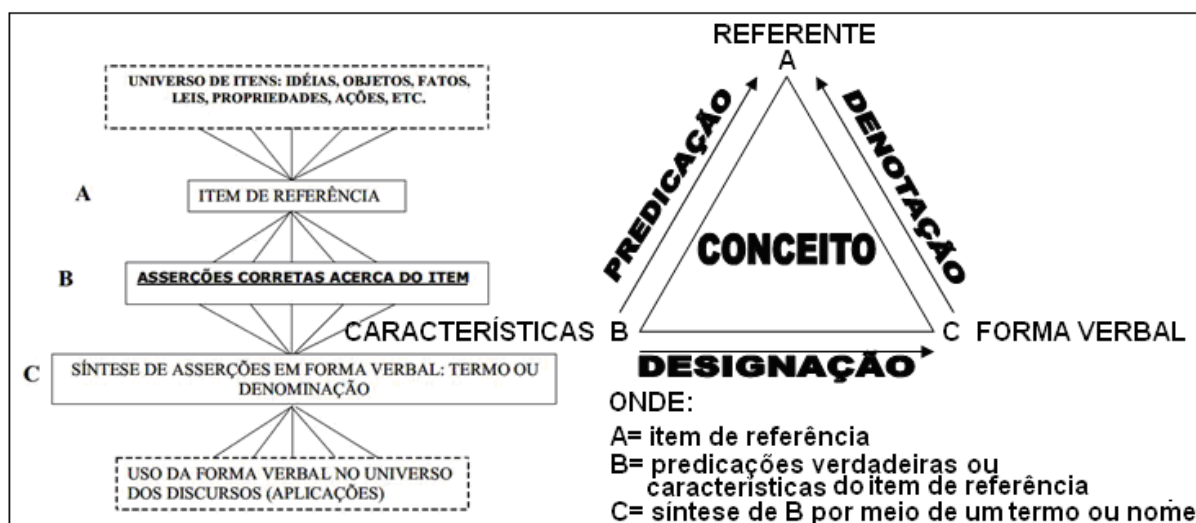 UNIVERSO DE ITENS: IDÉIAS, OBJETOS, FATOS,
LEIS, PROPRIEDADES, AÇÕES, ETC.
A
ITEM DE REFERÊNCIA
B
ASSERÇÕES CORRETAS ACERCA DO ITEM
C
SÍNTESE DE ASSERÇÕES EM FORMA VERBAL: TERMO OU
DENOMINAÇÃO
USO DA FORMA VERBAL NO UNIVERSO
DOS DISCURSOS (APLICAÇÕES)
REFERENTE
A
PREDICAÇÃO
DENOTAÇÃO
CONCEITO
CARACTERÍSTICAS B
C FORMA VERBAL
DESIGNAÇÃO
ONDE:
A= item de referência
B= predicações verdadeiras ou
características do item de referência
C= síntese de B por meio de um termo ou nome